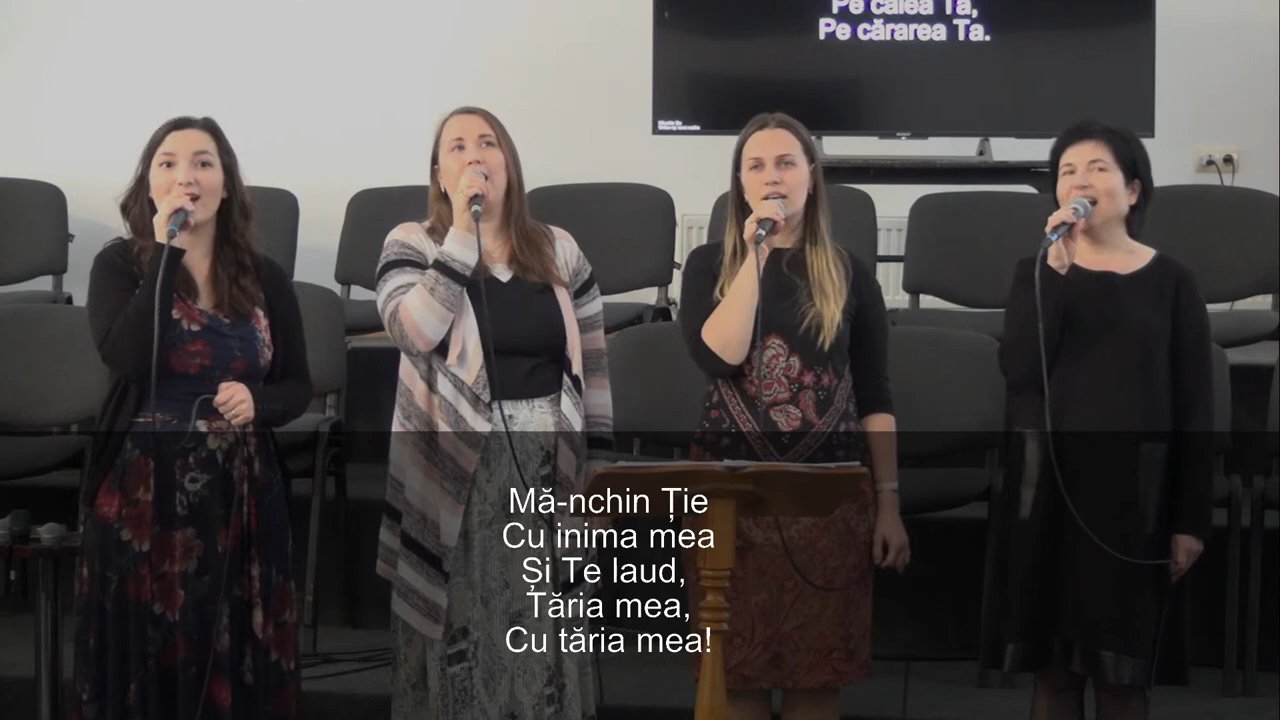 Pe calea Ta,
Pe cărarea Ta.
Mă-nchin Ție
Cu inima mea
Și Te laud,
Tăria mea,
Cu tăria mea!